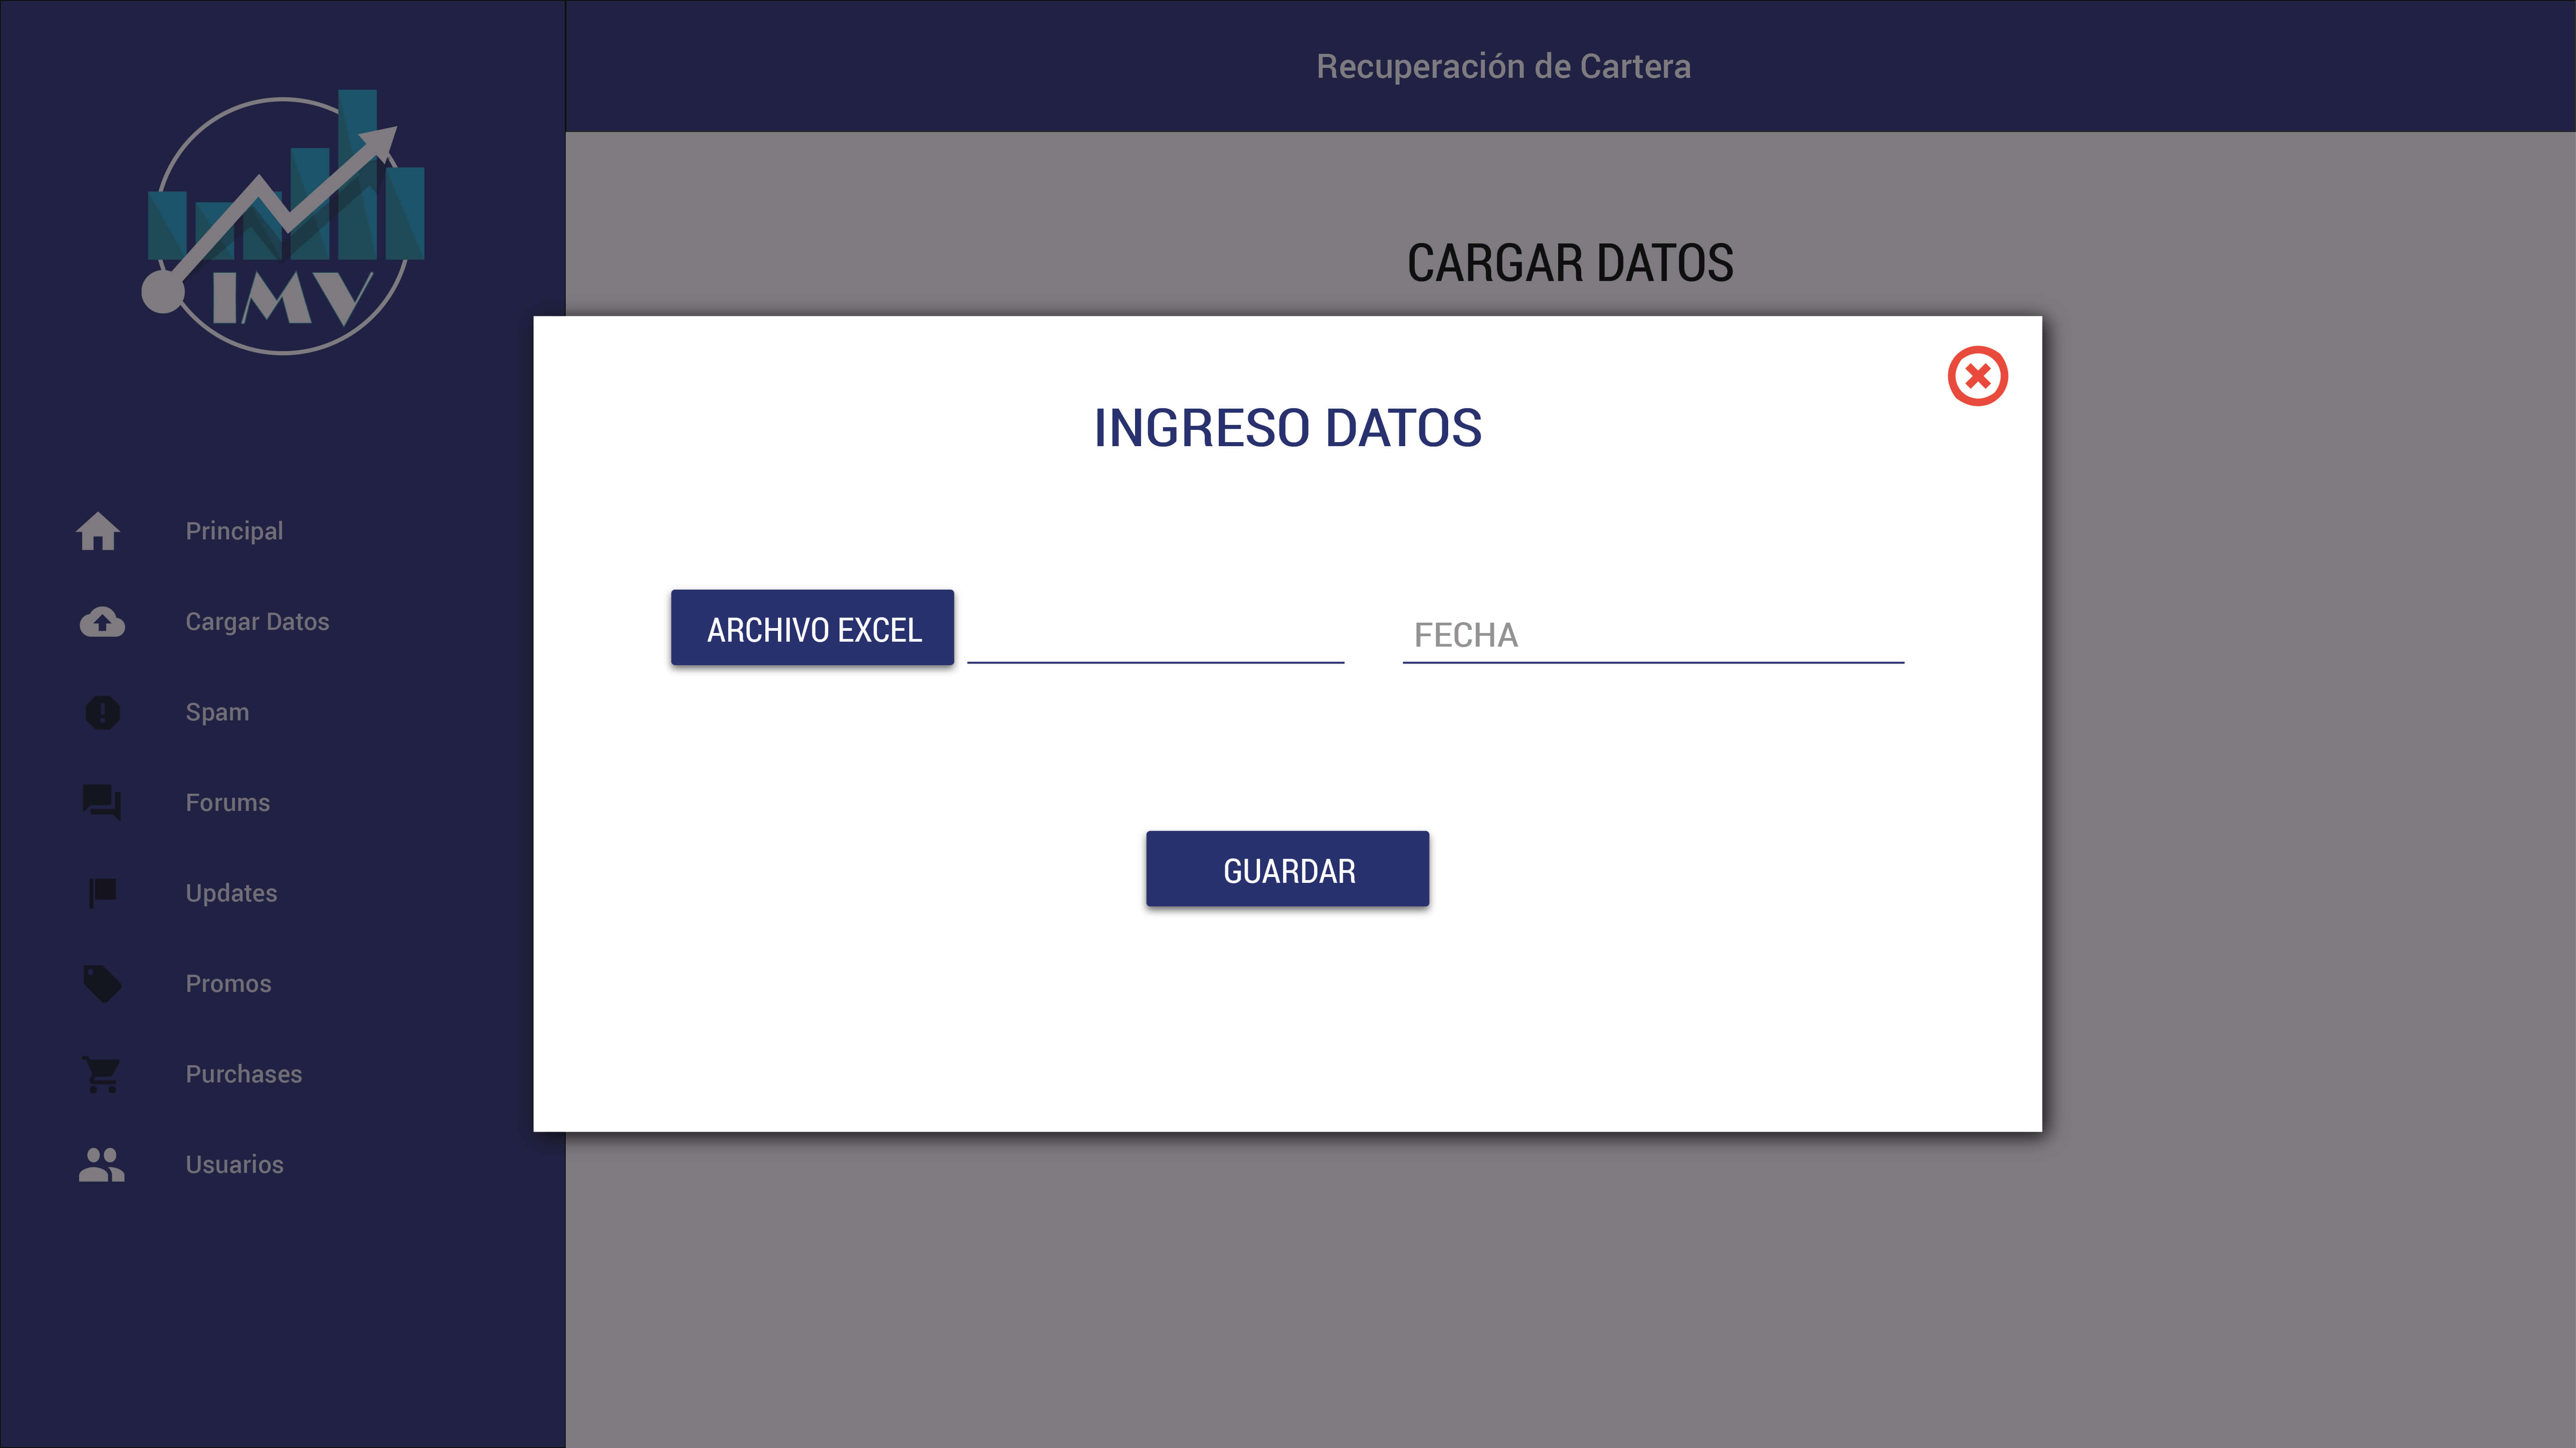 Recuperación de Cartera
IMV
CARGAR DATOS
INGRESO DATOS
ARCHIVO EXCEL
FECHA
GUARDAR
Principal
Cargar Datos
Spam
Forums
Updates
Promos
Purchases
Usuarios